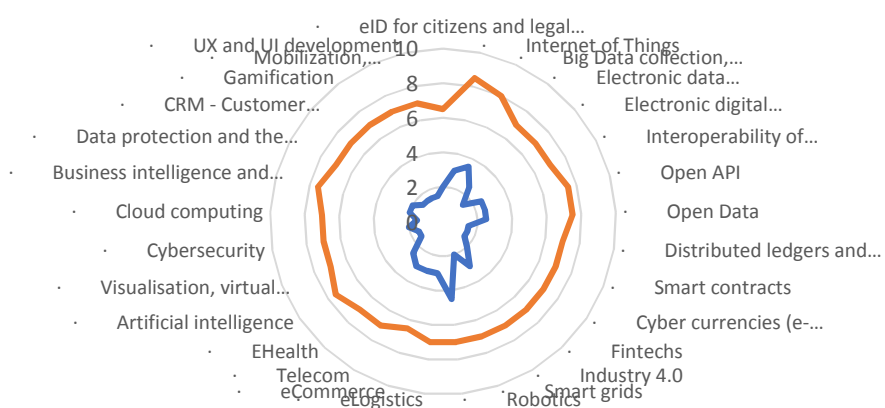 · eID for citizens and legal...
· Internet of Things
· Big Data collection,...
· Electronic data...
· Electronic digital...
· Interoperability of...
· Open API
· Open Data
· Distributed ledgers and...
· Smart contracts
· Cyber currencies (e-...
· Fintechs
· Industry 4.0
· Smart grids
· Robotics
· eLogistics
· eCommerce
· Telecom
· EHealth
· Artificial intelligence
· Visualisation, virtual...
· Cybersecurity
· Cloud computing
· Business intelligence and...
· Data protection and the...
· CRM - Customer...
· Gamification
· Mobilization,...
· UX and UI development
10
8
6
4
2
0